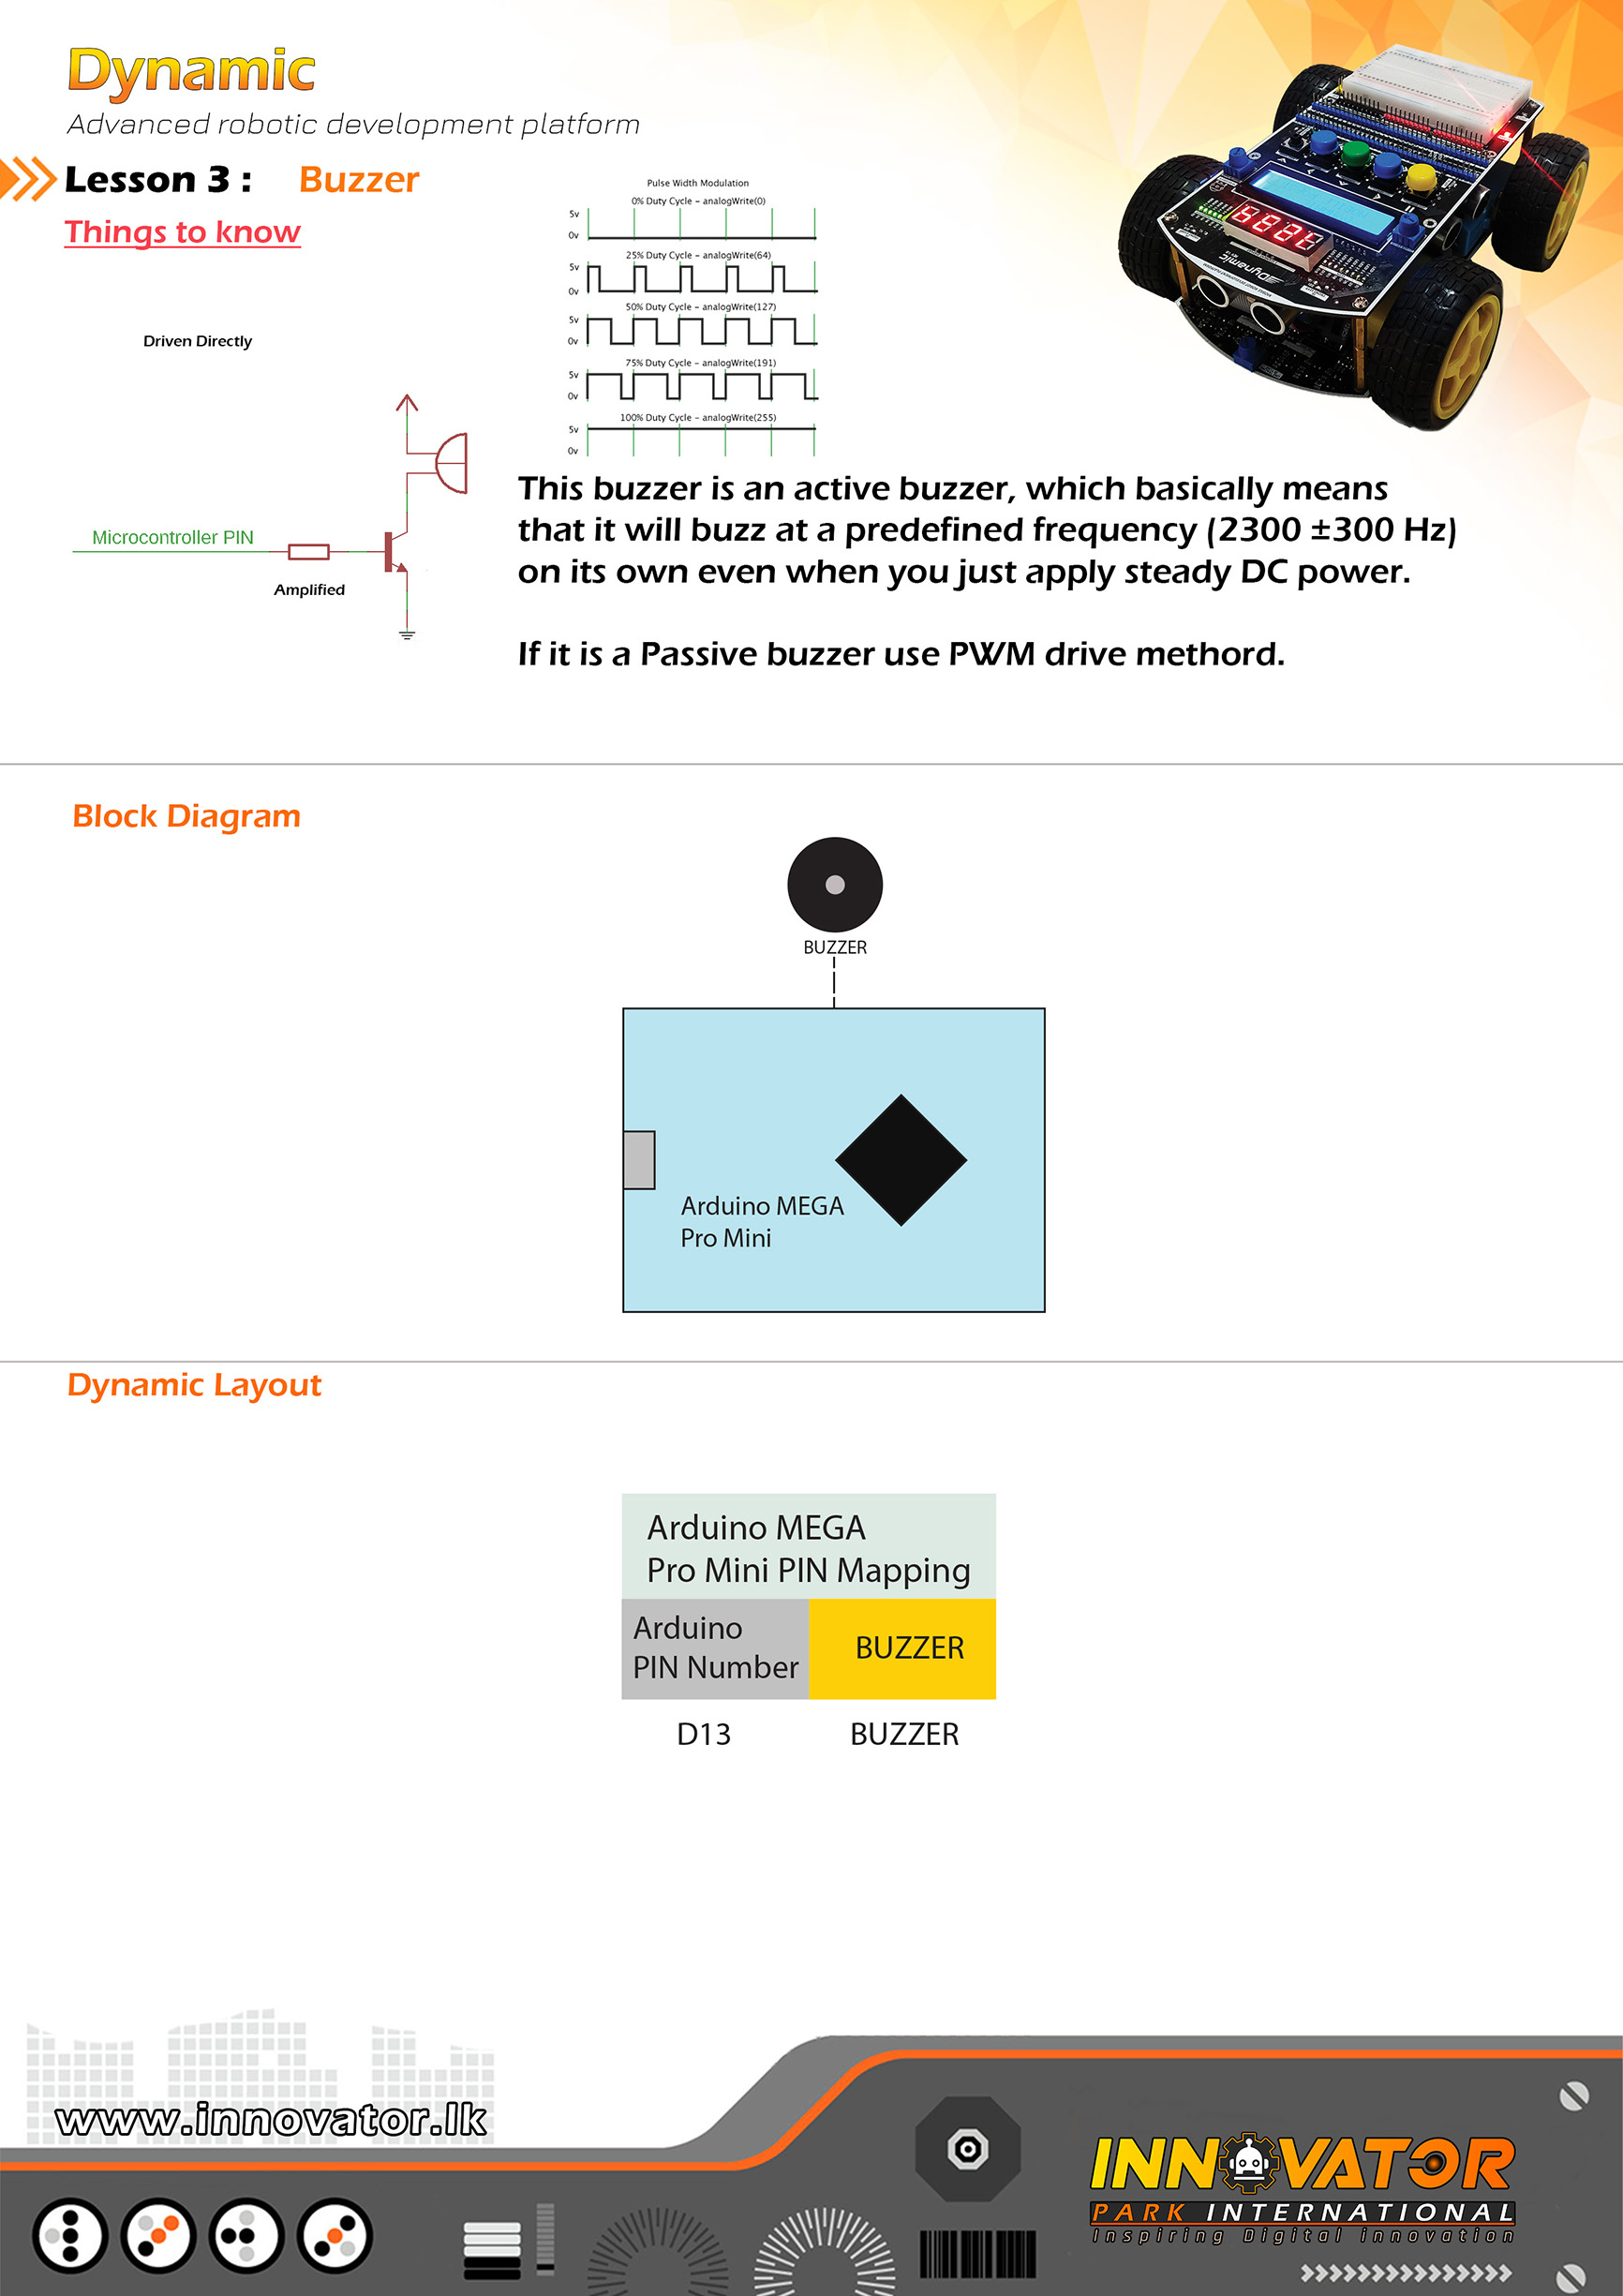 Dynamic
Advanced robotic development platform
Lesson 3 : Buzzer
Things to know
Driven Directly
Microcontroller PIN
Amplified
Pulse Width Modulation
0% Duty Cycle – analogWrite(0)
5v
0v
25% Duty Cycle – analogWrite(64)
5v
0v
50% Duty Cycle – analogWrite(127)
5v
0v
75% Duty Cycle – analogWrite(191)
5v
0v
100% Duty Cycle – analogWrite(255)
5v
0v
This buzzer is an active buzzer, which basically means
that it will buzz at a predefined frequency (2300 ±300 Hz)
on its own even when you just apply steady DC power.
If it is a Passive buzzer use PWM drive methord.
Block Diagram
BUZZER
Arduino MEGA
Pro Mini
Dynamic Layout
Arduino MEGA
Pro Mini PIN Mapping
Arduino
PIN Number
BUZZER
D13 BUZZER
www.innovator.lk
INNOVATOR
PARK INTERNATIONAL
Inspiring Digital innovation